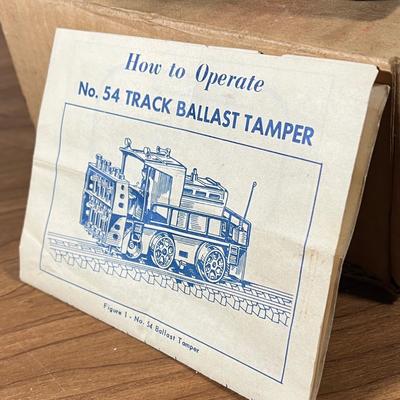 How to Operate
No. 54 TRACK BALLAST TAMPER
Figure 1 - No. 54 Ballast Tamper